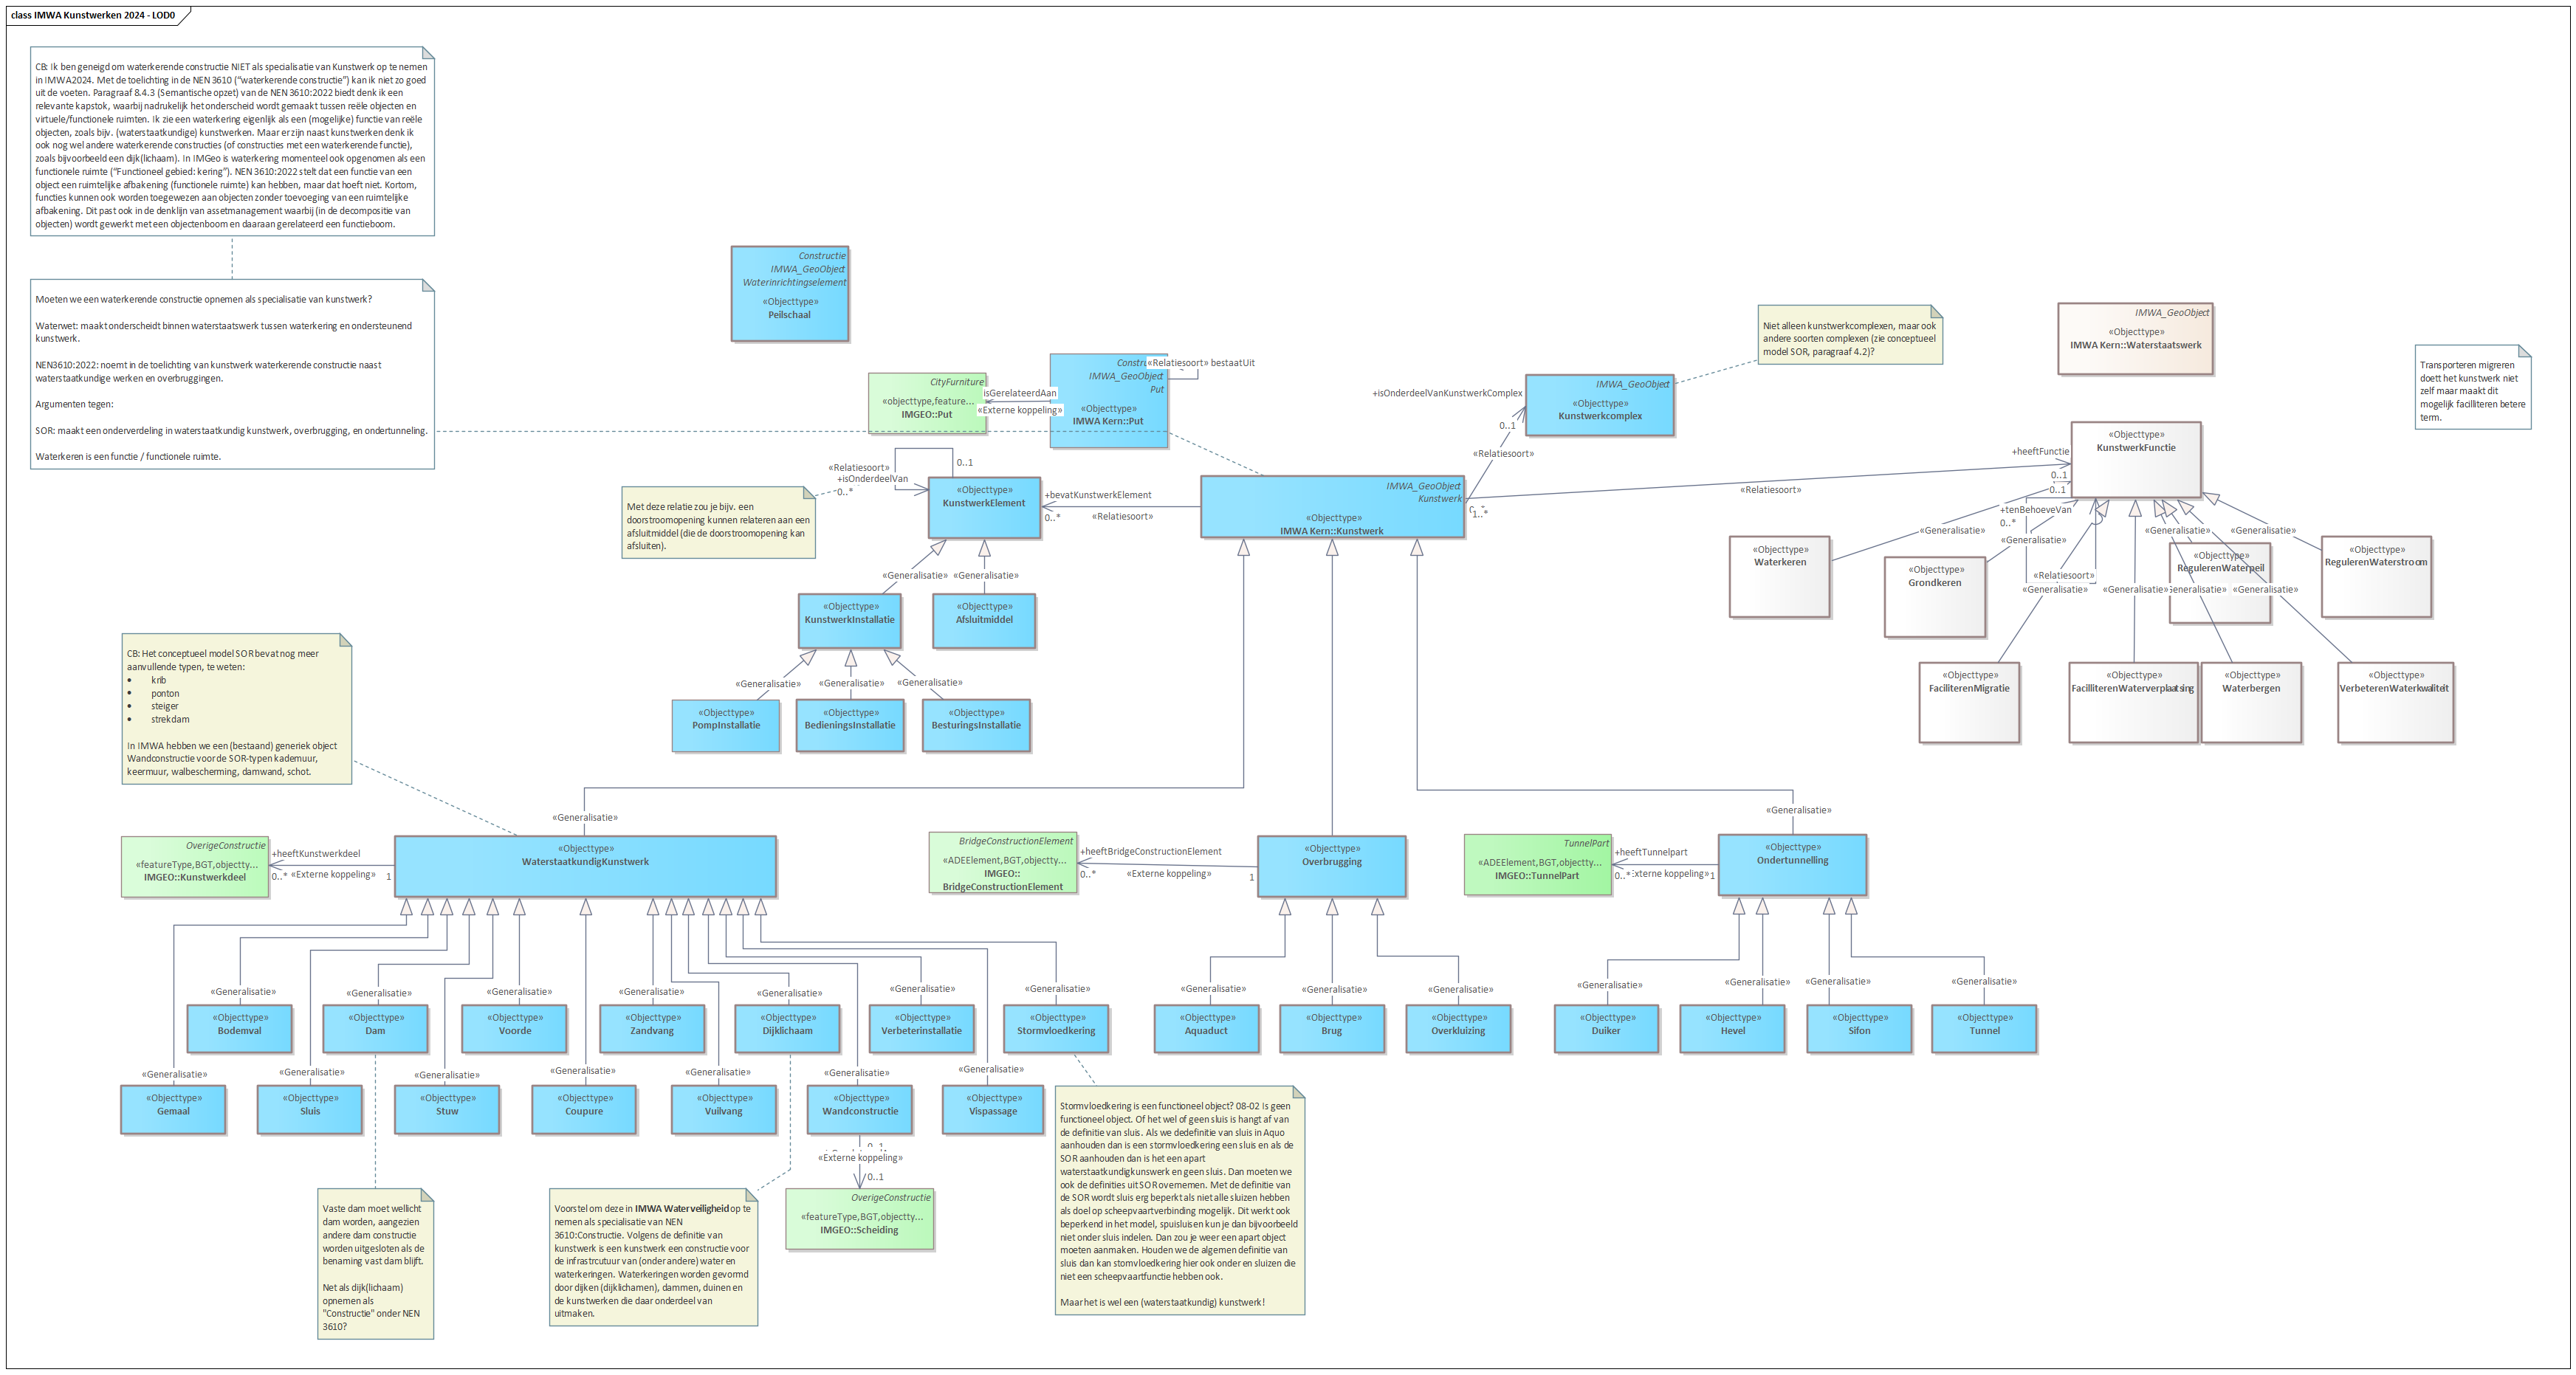 class IMWA Kunstwerken 2024 - LOD0
CB: Ik ben geneigd om waterkerende constructie NIET als specialisatie van Kunstwerk op te nemen
in IMWA2024. Met de toelichting in de NEN 3610 ("waterkerende constructie") kan ik niet zo goed
uit de voeten. Paragraaf 8.4.3 (Semantische opzet) van de NEN 3610:2022 biedt denk ik een
relevante kapstok, waarbij nadrukelijk het onderscheid wordt gemaakt tussen reële objecten en
virtuele/functionele ruimten. Ik zie een waterkering eigenlijk als een (mogelijke) functie van reële
objecten, zoals bijv. (waterstaatkundige) kunstwerken. Maar er zijn naast kunstwerken denk ik
ook nog wel andere waterkerende constructies (of constructies met een waterkerende functie),
zoals bijvoorbeeld een dijk(lichaam). In IMGeo is waterkering momenteel ook opgenomen als een
functionele ruimte ("Functioneel gebied: kering"). NEN 3610:2022 stelt dat een functie van een
object een ruimtelijke afbakening (functionele ruimte) kan hebben, maar dat hoeft niet. Kortom,
functies kunnen ook worden toegewezen aan objecten zonder toevoeging van een ruimtelijke
afbakening. Dit past ook in de denklijn van assetmanagement waarbij (in de decompositie van
objecten) wordt gewerkt met een objectenboom en daaraan gerelateerd een functieboom.
Moeten we een waterkerende constructie opnemen als specialisatie van kunstwerk?
Waterwet: maakt onderscheidt binnen waterstaatswerk tussen waterkering en ondersteunend
kunstwerk.
NEN3610:2022: noemt in de toelichting van kunstwerk waterkerende constructie naast
waterstaatkundige werken en overbruggingen.
Argumenten tegen:
SOR: maakt een onderverdeling in waterstaatkundig kunstwerk, overbrugging, en ondertunneling.
Waterkeren is een functie / functionele ruimte.
Constructie
IMWA_GeoObject
Waterinrichtingselement
«Objecttype»
Peilschaal
CityFurniture
«objecttype,feature...
IMGEO::Put
isGerelateerdAan
«Externe koppeling»
«Relatiesoort» bestaatUit
IMWA_GeoObject
Put
«Objecttype»
IMWA Kern::Put
Niet alleen kunstwerkcomplexen, maar ook
andere soorten complexen (zie conceptueel
model SOR, paragraaf 4.2)?
+isOnderdeelVanKunstwerkComplex
0..1
«Relatiesoort»
IMWA_GeoObject
«Objecttype»
Kunstwerkcomplex
IMWA_GeoObject
«Objecttype»
IMWA Kern::Waterstaatswerk
Transporteren migreren
doett het kunstwerk niet
zelf maar maakt dit
mogelijk facilliteren betere
term.
«Objecttype»
KunstwerkFunctie
+heeftFunctie
0..1
«Relatiesoort»
0..1
+tenBehoeveVan
0..*
«Relatiesoort»
«Relatiesoort»
+isOnderdeelVan
0..*
0..1
Met deze relatie zou je bijv. een
doorstroomopening kunnen relateren aan een
afsluitmiddel (die de doorstroomopening kan
afsluiten).
«Objecttype»
KunstwerkElement
+bevatKunstwerkElement
0..*
«Relatiesoort»
IMWA_GeoObject
Kunstwerk
«Objecttype»
IMWA Kern::Kunstwerk
1..*
«Generalisatie»
«Generalisatie»
«Objecttype»
KunstwerkInstallatie
«Objecttype»
Afsluitmiddel
«Generalisatie»
«Generalisatie»
«Generalisatie»
«Objecttype»
PompInstallatie
«Objecttype»
BedieningsInstallatie
«Objecttype»
BesturingsInstallatie
«Generalisatie»
«Generalisatie»
«Generalisatie»
«Generalisatie»
«Objecttype»
Waterkeren
«Objecttype»
Grondkeren
«Objecttype»
RegulerenWaterpeil
«Objecttype»
RegulerenWaterstroom
«Generalisatie»
«Generalisatie»
«Generalisatie»
«Objecttype»
FaciliterenMigratie
«Objecttype»
FacilliterenWaterverplaatsing
«Objecttype»
Waterbergen
«Objecttype»
VerbeterenWaterkwaliteit
CB: Het conceptueel model SOR bevat nog meer
aanvullende typen, te weten:
• krib
• ponton
• steiger
• strekdam
In IMWA hebben we een (bestaand) generiek object
Wandconstructie voor de SOR-typen kademuur,
keermuur, walbescherming, damwand, schot.
«Generalisatie»
«Generalisatie»
OverigeConstructie
«featureType,BGT,objectty...
IMGEO::Kunstwerkdeel
+heeftKunstwerkdeel
0..* «Externe koppeling» 1
«Objecttype»
WaterstaatkundigKunstwerk
BridgeConstructionElement
«ADEElement,BGT,objectty...
IMGEO::
BridgeConstructionElement
+heeftBridgeConstructionElement
0..* «Externe koppeling» 1
«Objecttype»
Overbrugging
TunnelPart
«ADEElement,BGT,objectty...
IMGEO::TunnelPart
+heeftTunnelpart
0..* Externe koppeling» 1
«Objecttype»
Ondertunnelling
«Generalisatie»
«Generalisatie»
«Generalisatie»
«Generalisatie»
«Generalisatie»
«Generalisatie»
«Generalisatie»
«Generalisatie»
«Generalisatie»
«Generalisatie»
«Generalisatie»
«Generalisatie»
«Generalisatie»
«Generalisatie»
«Objecttype»
Bodemval
«Objecttype»
Dam
«Objecttype»
Voorde
«Objecttype»
Zandvang
«Objecttype»
Dijklichaam
«Objecttype»
Verbeterinstallatie
«Objecttype»
Stormvloedkering
«Objecttype»
Aquaduct
«Objecttype»
Brug
«Objecttype»
Overkluizing
«Objecttype»
Duiker
«Objecttype»
Hevel
«Objecttype»
Sifon
«Objecttype»
Tunnel
«Generalisatie»
«Generalisatie»
«Generalisatie»
«Generalisatie»
«Generalisatie»
«Generalisatie»
«Generalisatie»
«Objecttype»
Gemaal
«Objecttype»
Sluis
«Objecttype»
Stuw
«Objecttype»
Coupure
«Objecttype»
Vuilvang
«Objecttype»
Wandconstructie
«Objecttype»
Vispassage
«Externe koppeling»
0..1
OverigeConstructie
«featureType,BGT,objectty...
IMGEO::Scheiding
Vaste dam moet wellicht
dam worden, aangezien
andere dam constructie
worden uitgesloten als de
benaming vast dam blijft.
Net als dijk(lichaam)
opnemen als
"Constructie" onder NEN
3610?
Voorstel om deze in IMWA Waterveiligheid op te
nemen als specialisatie van NEN
3610:Constructie. Volgens de definitie van
kunstwerk is een kunstwerk een constructie voor
de infrastrcutuur van (onder andere) water en
waterkeringen. Waterkeringen worden gevormd
door dijken (dijklichamen), dammen, duinen en
de kunstwerken die daar onderdeel van
uitmaken.
Stormvloedkering is een functioneel object? 08-02 Is geen
functioneel object. Of het wel of geen sluis is hangt af van
de definitie van sluis. Als we dedefinitie van sluis in Aquo
aanhouden dan is een stormvloedkering een sluis en als de
SOR aanhouden dan is het een apart
waterstaatkundigkunswerk en geen sluis. Dan moeten we
ook de definities uit SOR overnemen. Met de definitie van
de SOR wordt sluis erg beperkt als niet alle sluizen hebben
als doel op scheepvaartverbinding mogelijk. Dit werkt ook
beperkend in het model, spuisluis en kun je dan bijvoorbeeld
niet onder sluis indelen. Dan zou je weer een apart object
moeten aanmaken. Houden we de algemen definitie van
sluis dan kan stomvloedkering hier ook onder en sluizen die
niet een scheepvaartfunctie hebben ook.
Maar het is wel een (waterstaatkundig) kunstwerk!